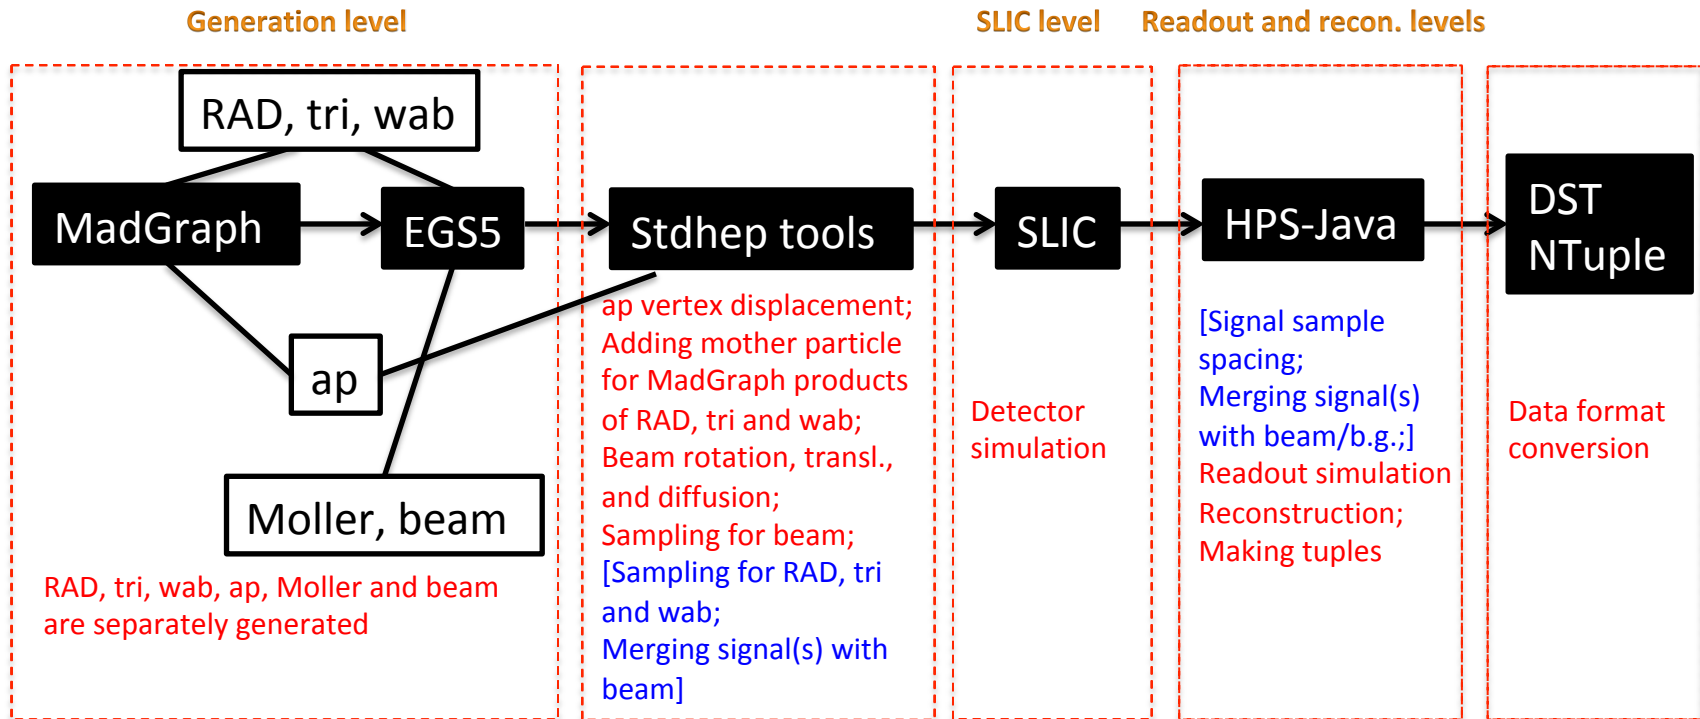 Generation level
SLIC level
Readout and recon. levels
RAD, tri, wab
MadGraph
EGS5
ap
Moller, beam
RAD, tri, wab, ap, Moller and beam
are separately generated
Stdhep tools
ap vertex displacement;
Adding mother particle
for MadGraph products
of RAD, tri and wab;
Beam rotation, transl.,
and diffusion;
Sampling for beam;
[Sampling for RAD, tri
and wab;
Merging signal(s) with
beam]
SLIC
Detector
simulation
HPS-Java
[Signal sample
spacing;
Merging signal(s)
with beam/b.g.;]
Readout simulation
Reconstruction;
Making tuples
DST
NTuple
Data format
conversion